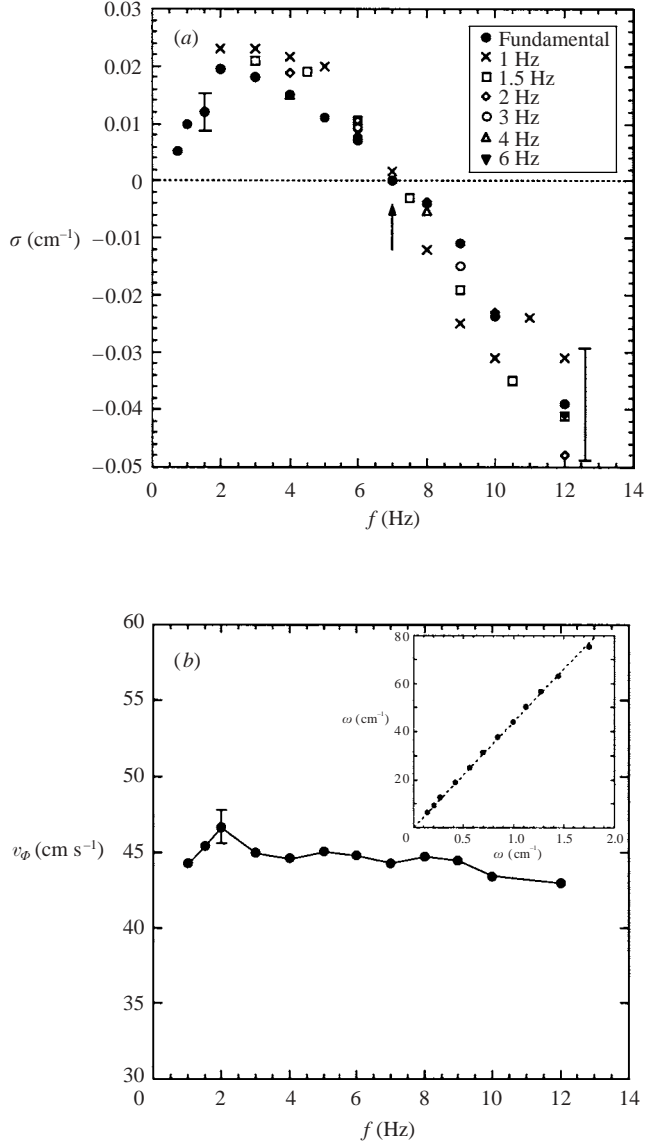 (a)
Fundamental
1 Hz
1.5 Hz
2 Hz
3 Hz
4 Hz
6 Hz
0.03
0.02
0.01
0
−0.01
−0.02
−0.03
−0.04
−0.05
σ (cm⁻¹)
0 2 4 6 8 10 12 14
f (Hz)
(b)
60
55
50
45
40
35
30
v_Φ (cm s⁻¹)
80
60
40
20
ω (cm⁻¹)
0 0.5 1.0 1.5 2.0
ω (cm⁻¹)
0 2 4 6 8 10 12 14
f (Hz)